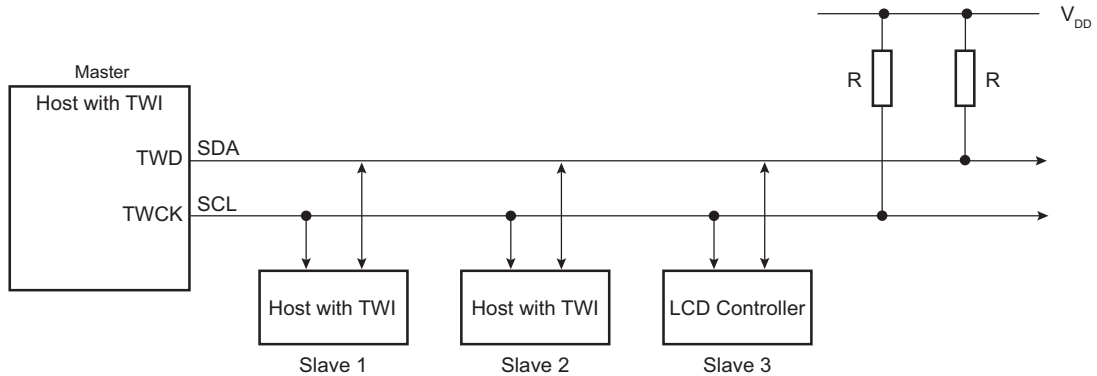 V_DD
Master
Host with TWI
R
R
TWD
SDA
TWCK
SCL
Host with TWI
Host with TWI
LCD Controller
Slave 1
Slave 2
Slave 3